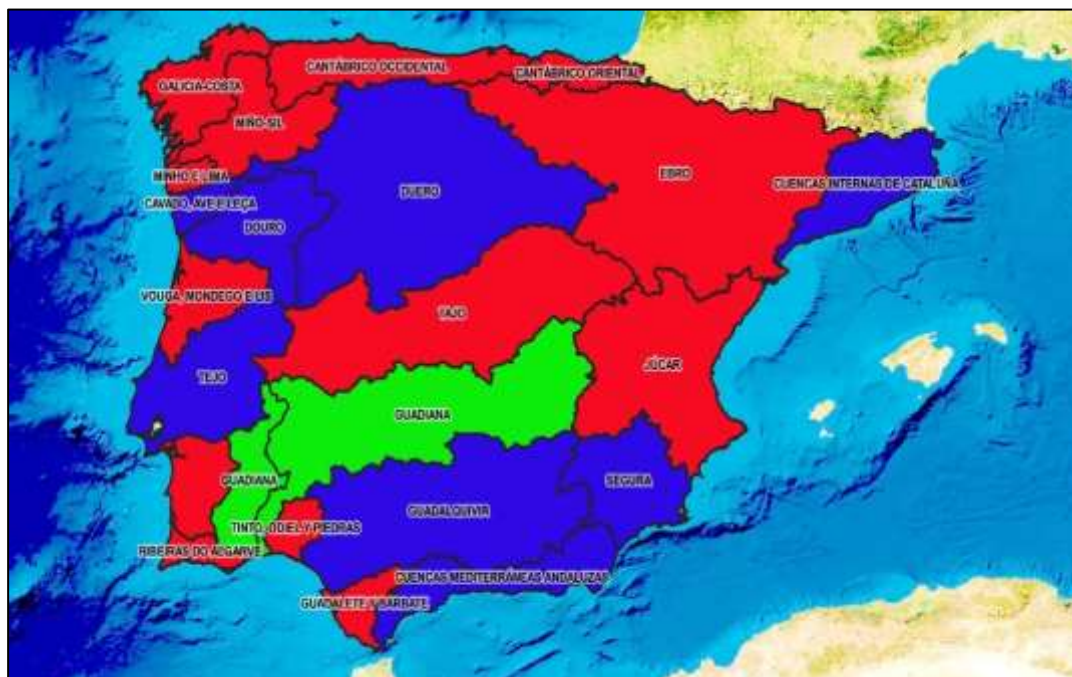 CANTÁBRICO OCCIDENTAL
CANTÁBRICO ORIENTAL
GALICIA-COSTA
MIÑO-SIL
MINHO E LIMA
EBRO
CUENCAS INTERNAS DE CATALUÑA
DUERO
CAVADO, AVE E LEÇA
DOURO
VOUGA, MONDEGO E LIS
TAJO
JÚCAR
TEJO
GUADIANA
GUADIANA
SEGURA
GUADALQUIVIR
TINTO, ODIEL Y PIEDRAS
RIBEIRAS DO ALGARVE
CUENCAS MEDITERRÁNEAS ANDALUZAS
GUADALETE Y BARBATE